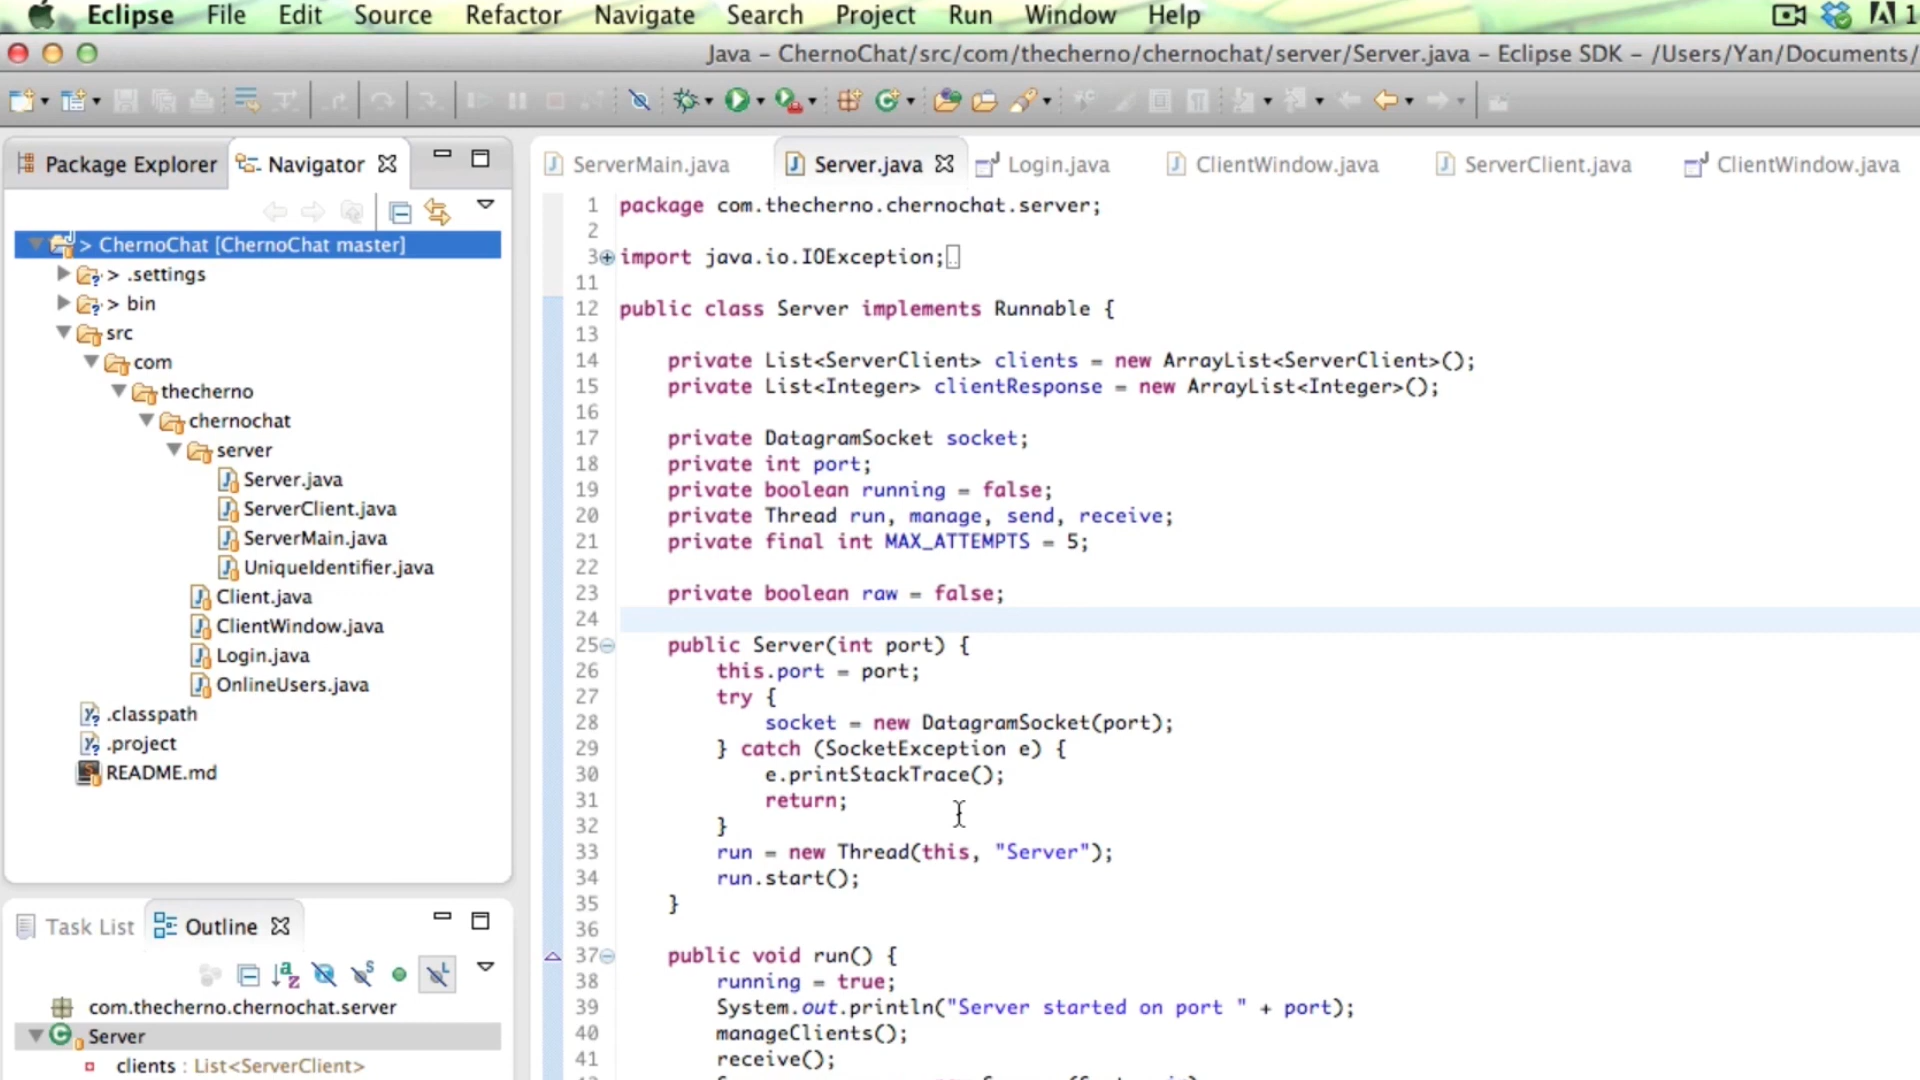 Eclipse File Edit Source Refactor Navigate Search Project Run Window Help
Java – ChernoChat/src/com/thecherno/chernochat/server/Server.java – Eclipse SDK – /Users/Yan/Documents/
Package Explorer Navigator
ServerMain.java Server.java Login.java ClientWindow.java ServerClient.java ClientWindow.java
> ChernoChat [ChernoChat master]
> .settings
> bin
src
com
thecherno
chernochat
server
Server.java
ServerClient.java
ServerMain.java
UniqueIdentifier.java
Client.java
ClientWindow.java
Login.java
OnlineUsers.java
.classpath
.project
README.md
Task List Outline
com.thecherno.chernochat.server
Server
clients : List<ServerClient>
1 package com.thecherno.chernochat.server;
2
3 import java.io.IOException;
11
12 public class Server implements Runnable {
13
14 private List<ServerClient> clients = new ArrayList<ServerClient>();
15 private List<Integer> clientResponse = new ArrayList<Integer>();
16
17 private DatagramSocket socket;
18 private int port;
19 private boolean running = false;
20 private Thread run, manage, send, receive;
21 private final int MAX_ATTEMPTS = 5;
22
23 private boolean raw = false;
24
25 public Server(int port) {
26 this.port = port;
27 try {
28 socket = new DatagramSocket(port);
29 } catch (SocketException e) {
30 e.printStackTrace();
31 return;
32 }
33 run = new Thread(this, "Server");
34 run.start();
35 }
36
37 public void run() {
38 running = true;
39 System.out.println("Server started on port " + port);
40 manageClients();
41 receive();